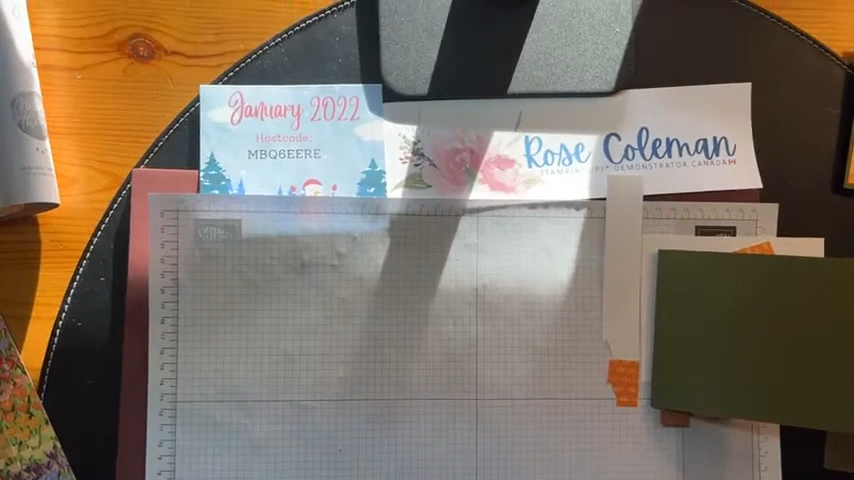 January 2022
Hostcode:
MBQ6EERE
Rose Coleman
STAMPIN' UP! DEMONSTRATOR CANADA